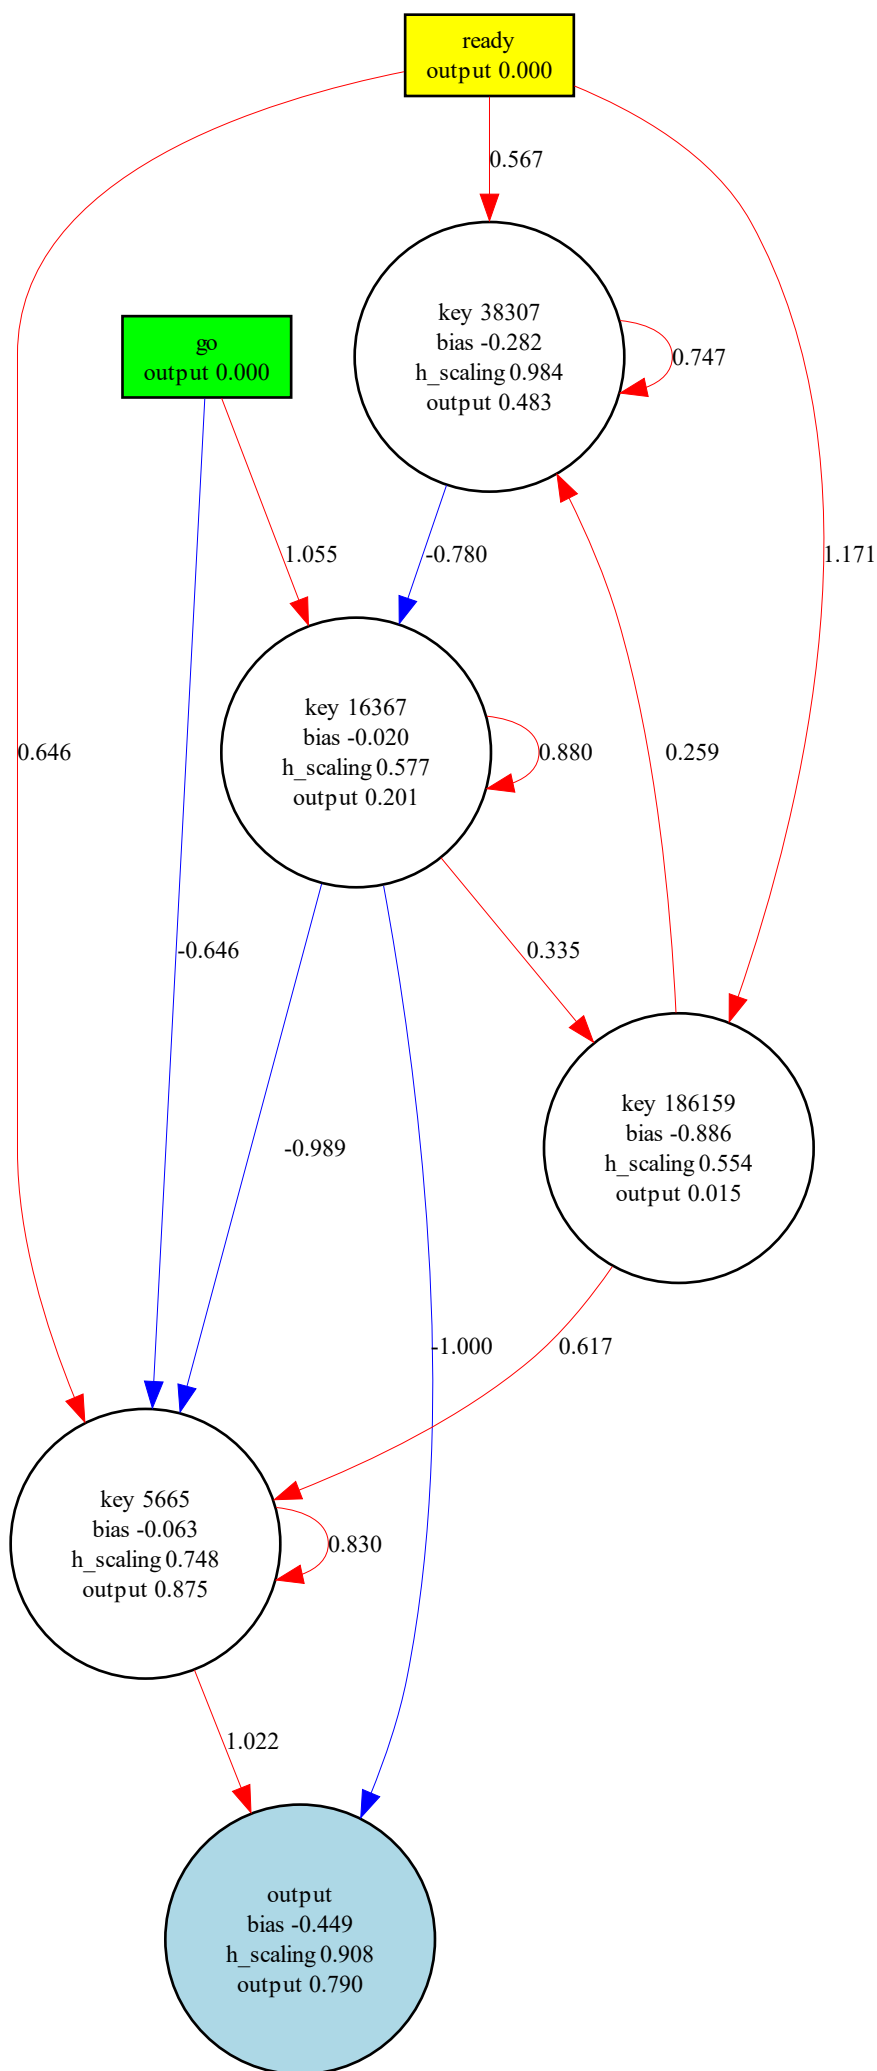 ready
output 0.000
0.567
key 38307
bias -0.282
h_scaling 0.984
output 0.483
0.747
go
output 0.000
1.055
-0.780
1.171
key 16367
bias -0.020
h_scaling 0.577
output 0.201
0.880
0.646
0.259
-0.646
0.335
key 186159
bias -0.886
h_scaling 0.554
output 0.015
-0.989
-1.000
0.617
key 5665
bias -0.063
h_scaling 0.748
output 0.875
0.830
1.022
output
bias -0.449
h_scaling 0.908
output 0.790